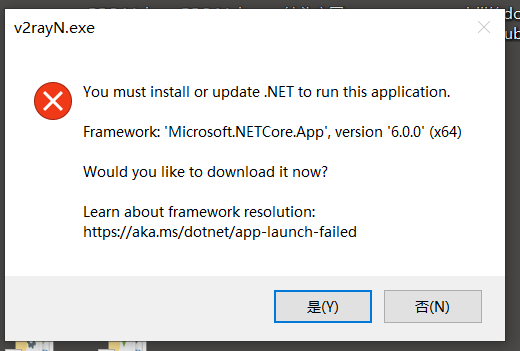 v2rayN.exe
You must install or update .NET to run this application.
Framework: 'Microsoft.NETCore.App', version '6.0.0' (x64)
Would you like to download it now?
Learn about framework resolution:
https://aka.ms/dotnet/app-launch-failed
是(Y)
否(N)